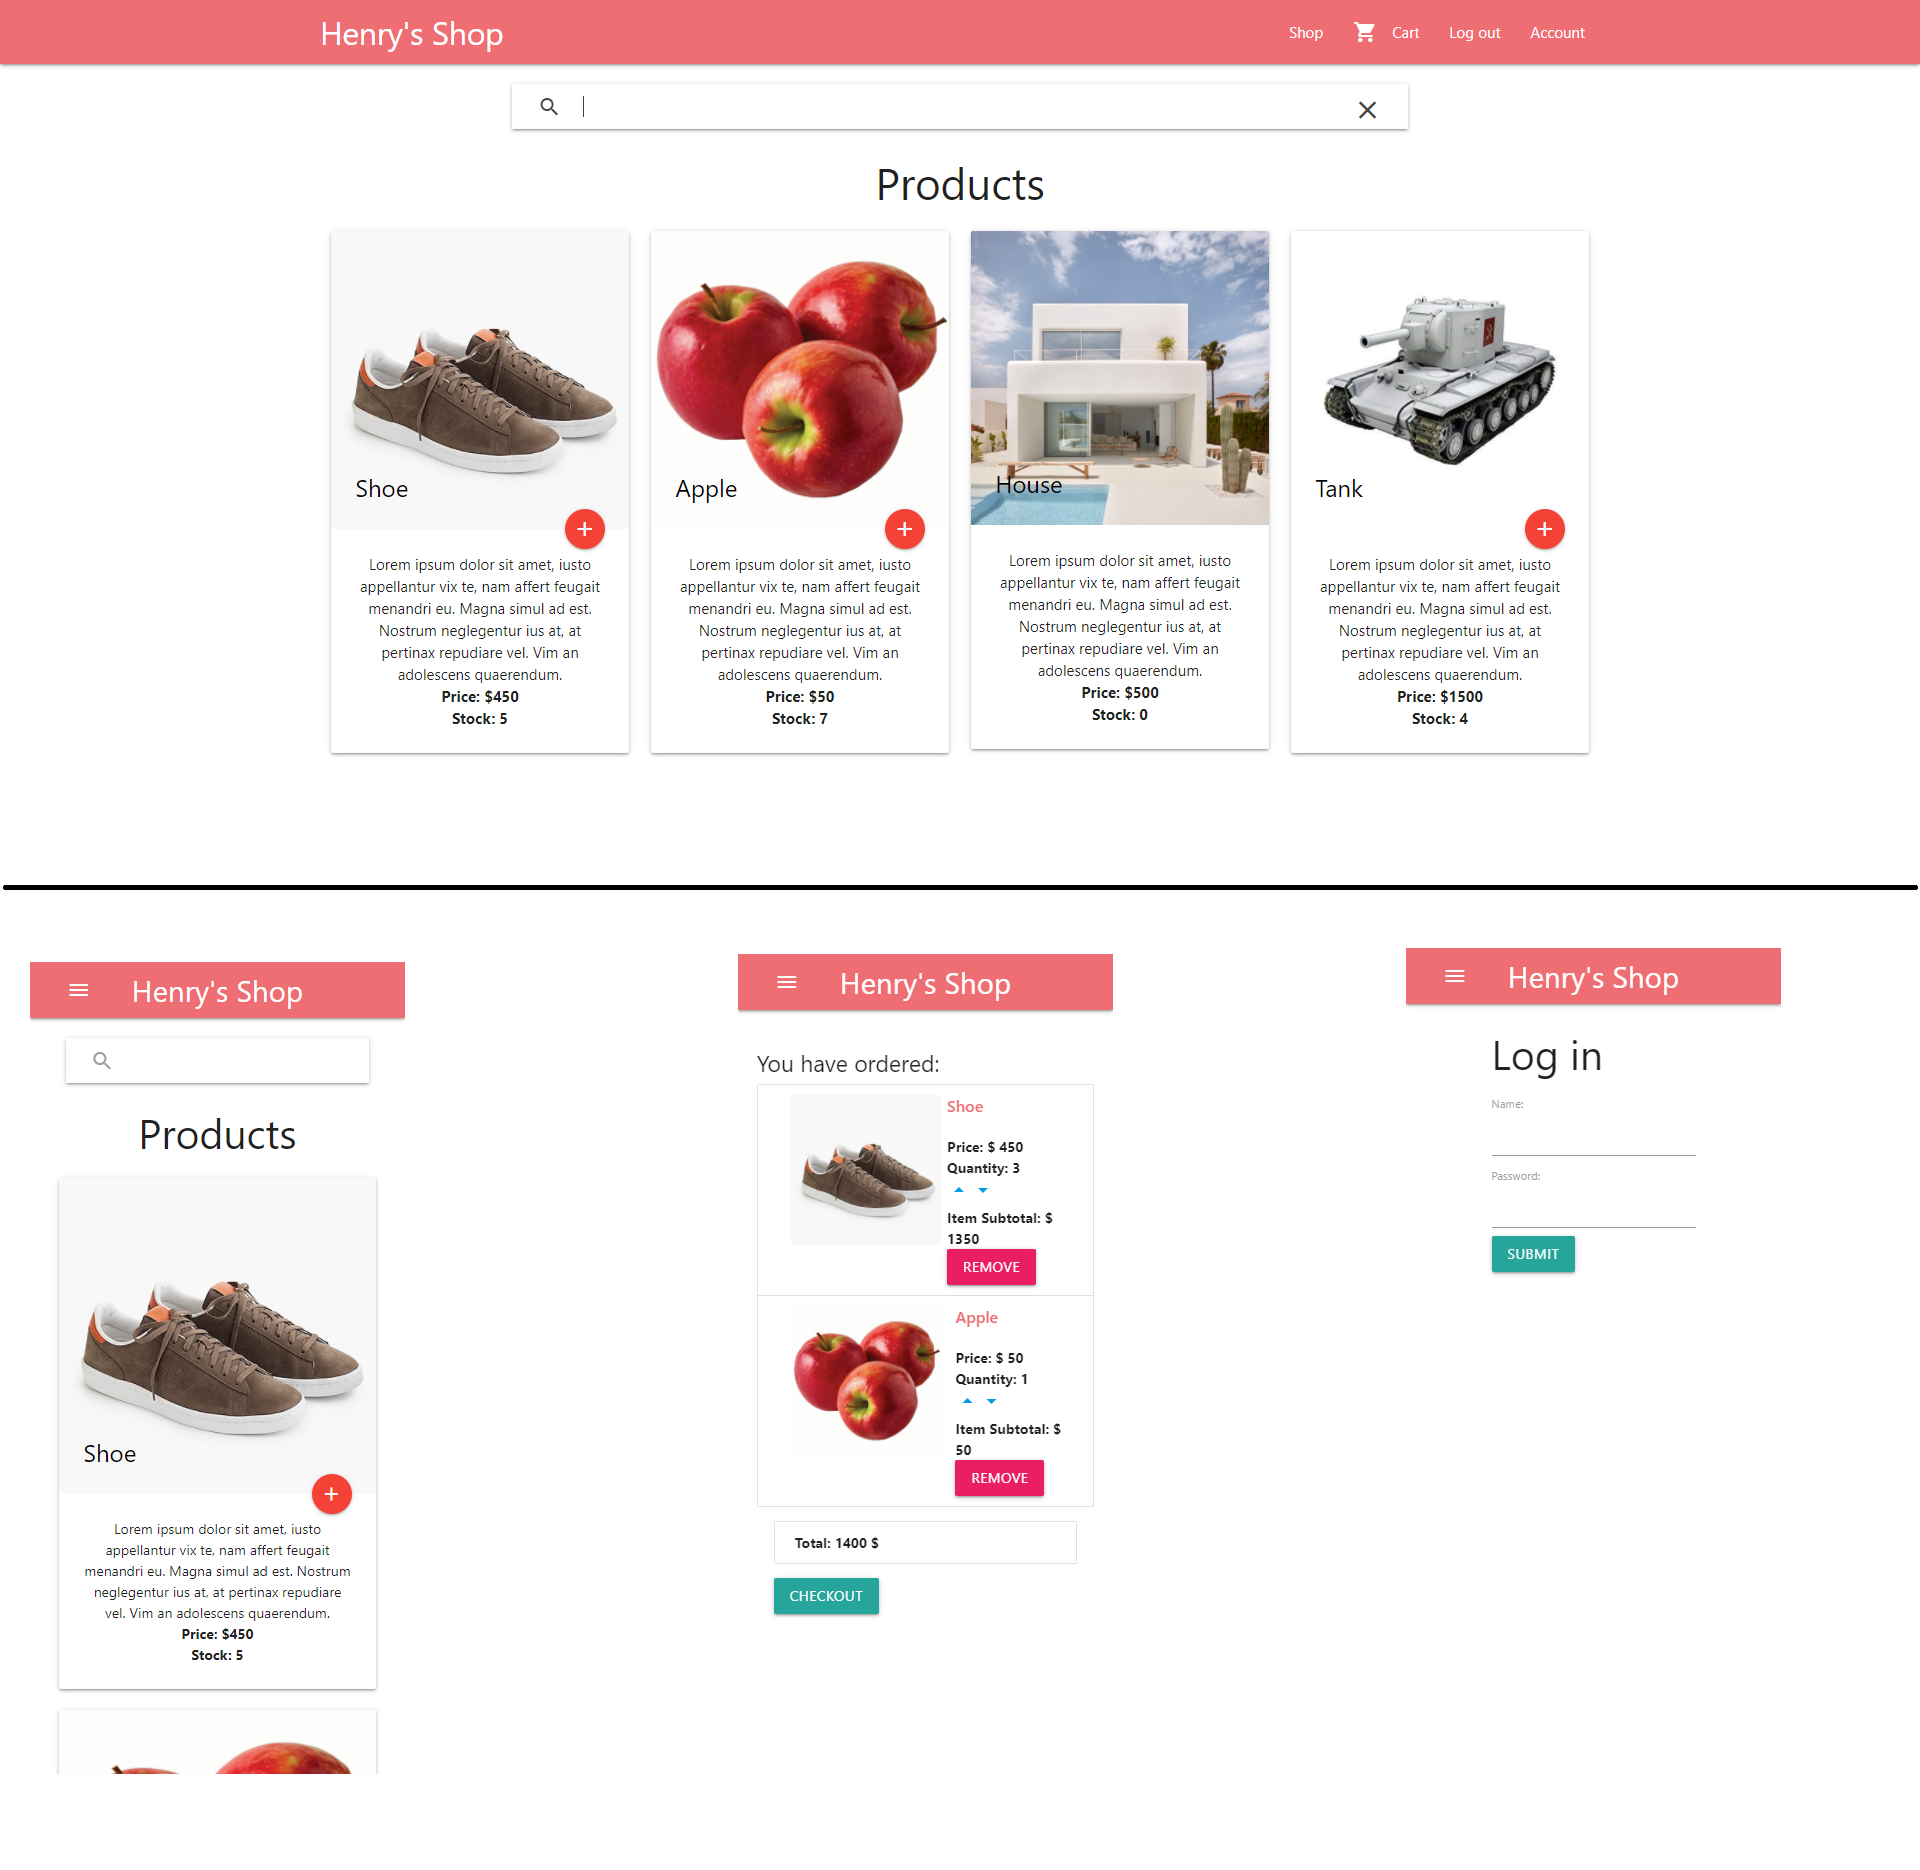 Henry's Shop
Shop
Cart
Log out
Account
Products
Shoe
Lorem ipsum dolor sit amet, iusto
appellantur vix te, nam affert feugait
menandri eu. Magna simul ad est.
Nostrum neglegentur ius at, at
pertinax repudiare vel. Vim an
adolescens quaerendum.
Price: $450
Stock: 5
Apple
Lorem ipsum dolor sit amet, iusto
appellantur vix te, nam affert feugait
menandri eu. Magna simul ad est.
Nostrum neglegentur ius at, at
pertinax repudiare vel. Vim an
adolescens quaerendum.
Price: $50
Stock: 7
House
Lorem ipsum dolor sit amet, iusto
appellantur vix te, nam affert feugait
menandri eu. Magna simul ad est.
Nostrum neglegentur ius at, at
pertinax repudiare vel. Vim an
adolescens quaerendum.
Price: $500
Stock: 0
Tank
Lorem ipsum dolor sit amet, iusto
appellantur vix te, nam affert feugait
menandri eu. Magna simul ad est.
Nostrum neglegentur ius at, at
pertinax repudiare vel. Vim an
adolescens quaerendum.
Price: $1500
Stock: 4
Henry's Shop
Products
Shoe
Lorem ipsum dolor sit amet, iusto
appellantur vix te, nam affert feugait
menandri eu. Magna simul ad est. Nostrum
neglegentur ius at, at pertinax repudiare
vel. Vim an adolescens quaerendum.
Price: $450
Stock: 5
Henry's Shop
You have ordered:
Shoe
Price: $ 450
Quantity: 3
Item Subtotal: $
1350
REMOVE
Apple
Price: $ 50
Quantity: 1
Item Subtotal: $
50
REMOVE
Total: 1400 $
CHECKOUT
Henry's Shop
Log in
Name:
Password:
SUBMIT